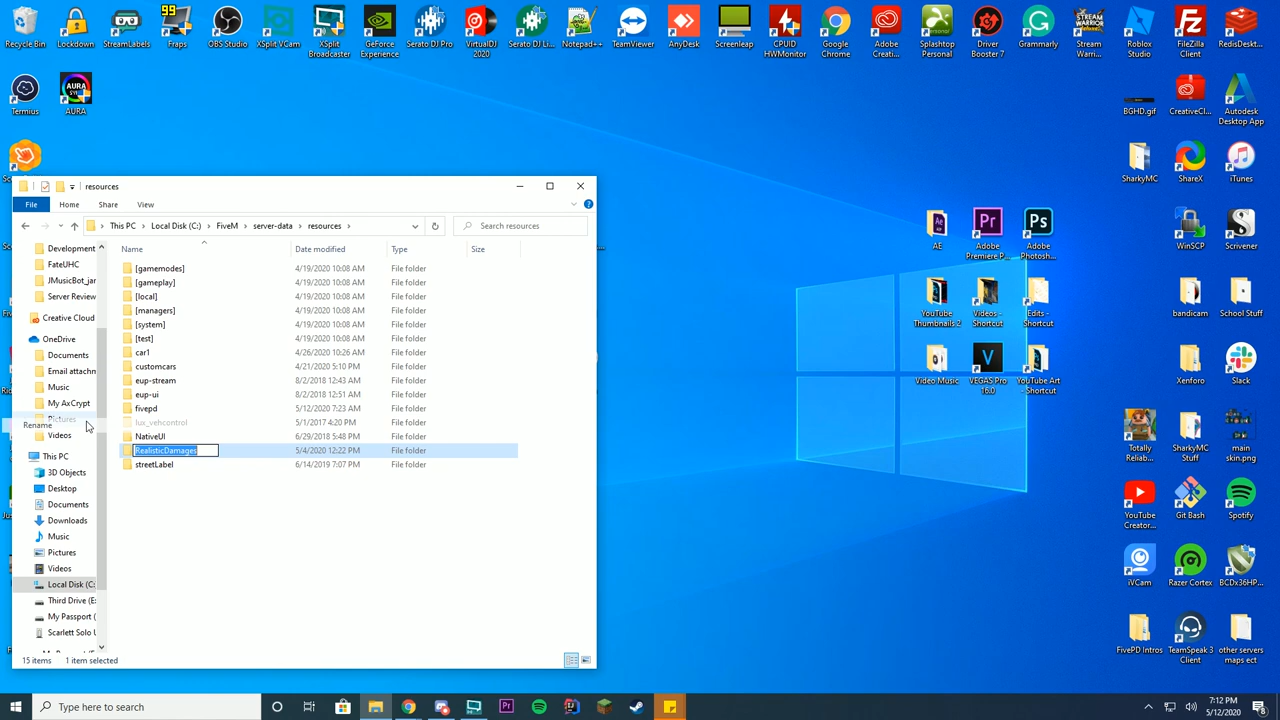 99
Recycle Bin
Lockdown
StreamLabels
Fraps
OBS Studio
XSplit VCam
XSplit Broadcaster
GeForce Experience
Serato DJ Pro
VirtualDJ 2020
Serato DJ Li...
Notepad++
TeamViewer
AnyDesk
Screenleap
CPUID HWMonitor
Google Chrome
Adobe Creati...
Splashtop Personal
Driver Booster 7
Grammarly
Stream Warri...
Roblox Studio
FileZilla Client
RedisDeskt...
Termius
AURA
BGHD.gif
CreativeCl...
Autodesk Desktop App
SharkyMC
ShareX
iTunes
AE
Adobe Premiere P...
Adobe Photosh...
WinSCP
Scrivener
YouTube Thumbnails 2
Videos - Shortcut
Edits - Shortcut
bandicam
School Stuff
Video Music
VEGAS Pro 16.0
YouTube Art - Shortcut
Xenforo
Slack
Totally Reliab...
SharkyMC Stuff
main skin.png
YouTube Creator...
Git Bash
Spotify
iVCam
Razer Cortex
BCDx36HP...
FivePD Intros
TeamSpeak 3 Client
other servers maps ect
resources
File Home Share View
This PC > Local Disk (C:) > FiveM > server-data > resources >
Search resources
Name Date modified Type Size
[gamemodes] 4/19/2020 10:08 AM File folder
[gameplay] 4/19/2020 10:08 AM File folder
[local] 4/19/2020 10:08 AM File folder
[managers] 4/19/2020 10:08 AM File folder
[system] 4/19/2020 10:08 AM File folder
[test] 4/19/2020 10:08 AM File folder
car1 4/26/2020 10:26 AM File folder
customcars 4/21/2020 5:10 PM File folder
eup-stream 8/2/2018 12:43 AM File folder
eup-ui 8/2/2018 12:51 AM File folder
fivepd 5/12/2020 7:23 AM File folder
lux_vehcontrol 5/1/2017 4:20 PM File folder
NativeUI 6/29/2018 5:48 PM File folder
RealisticDamages 5/4/2020 12:22 PM File folder
streetLabel 6/14/2019 7:07 PM File folder
Development
FateUHC
JMusicBot_jar
Server Review
Creative Cloud
OneDrive
Documents
Email attachm
Music
My AxCrypt
Pictures
Rename
Videos
This PC
3D Objects
Desktop
Documents
Downloads
Music
Pictures
Videos
Local Disk (C:
Third Drive (E
My Passport (
Scarlett Solo U
15 items 1 item selected
Type here to search
7:12 PM
5/12/2020
8